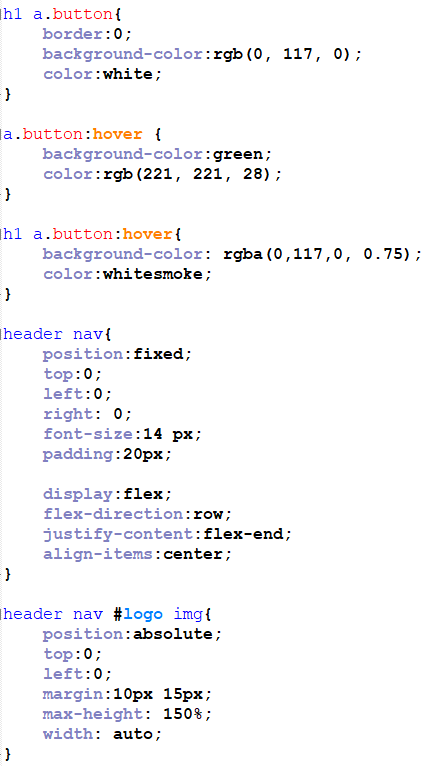 h1 a.button{
border:0;
background-color:rgb(0, 117, 0);
color:white;
}
a.button:hover {
background-color:green;
color:rgb(221, 221, 28);
}
h1 a.button:hover{
background-color: rgba(0,117,0, 0.75);
color:whitesmoke;
}
header nav{
position:fixed;
top:0;
left:0;
right: 0;
font-size:14 px;
padding:20px;
display:flex;
flex-direction:row;
justify-content:flex-end;
align-items:center;
}
header nav #logo img{
position:absolute;
top:0;
left:0;
margin:10px 15px;
max-height: 150%;
width: auto;
}